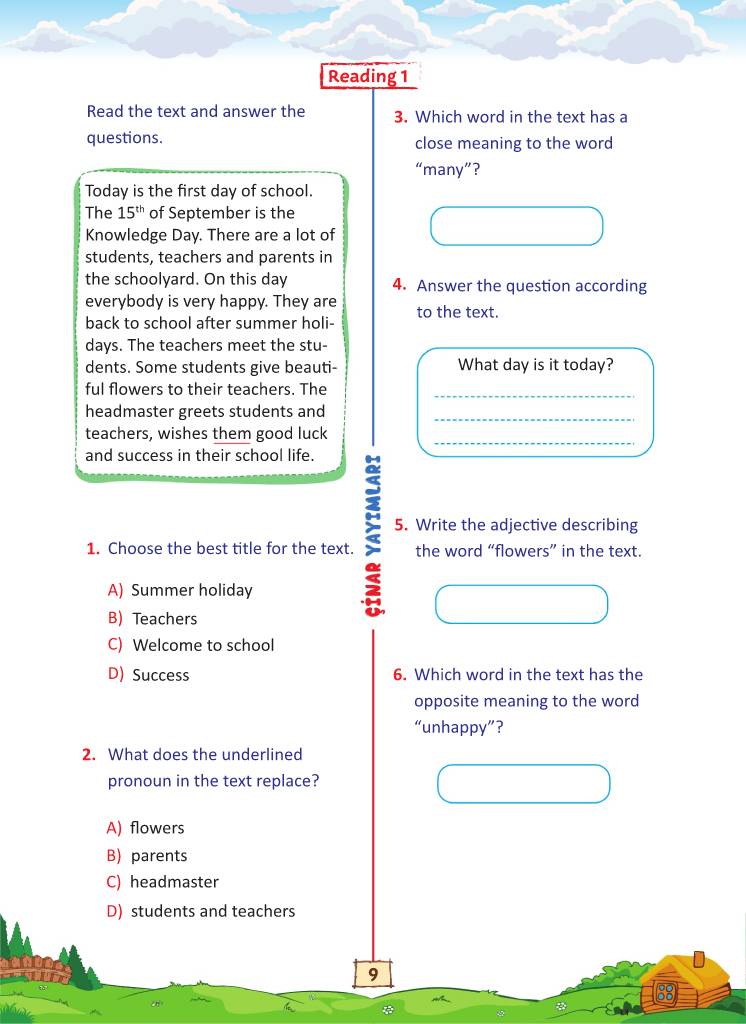 Reading 1
Read the text and answer the
questions.
Today is the first day of school.
The 15th of September is the
Knowledge Day. There are a lot of
students, teachers and parents in
the schoolyard. On this day
everybody is very happy. They are
back to school after summer holi-
days. The teachers meet the stu-
dents. Some students give beauti-
ful flowers to their teachers. The
headmaster greets students and
teachers, wishes them good luck
and success in their school life.
1. Choose the best title for the text.
A) Summer holiday
B) Teachers
C) Welcome to school
D) Success
2. What does the underlined
pronoun in the text replace?
A) flowers
B) parents
C) headmaster
D) students and teachers
ÇİNAR YAYIMLARI
3. Which word in the text has a
close meaning to the word
“many”?
4. Answer the question according
to the text.
What day is it today?
5. Write the adjective describing
the word “flowers” in the text.
6. Which word in the text has the
opposite meaning to the word
“unhappy”?
9